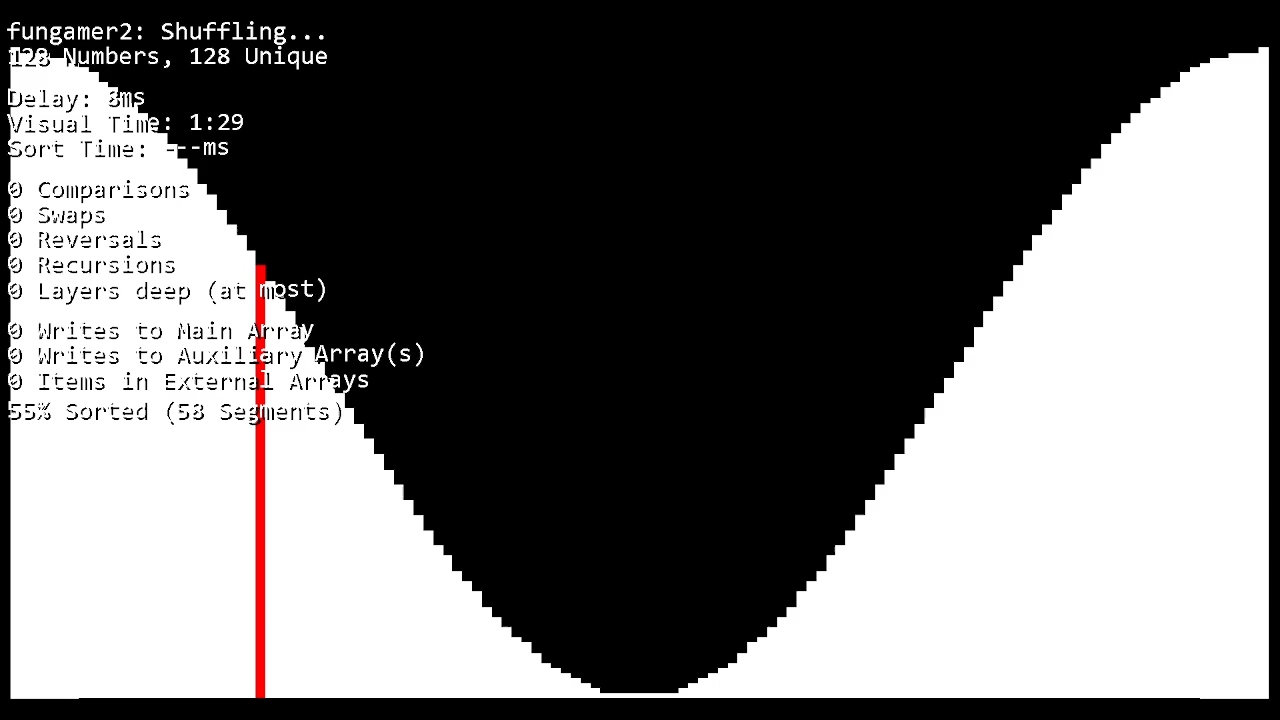 fungamer2: Shuffling...
128 Numbers, 128 Unique
Delay: 8ms
Visual Time: 1:29
Sort Time: ---ms
0 Comparisons
0 Swaps
0 Reversals
0 Recursions
0 Layers deep (at most)
0 Writes to Main Array
0 Writes to Auxiliary Array(s)
0 Items in External Arrays
55% Sorted (58 Segments)